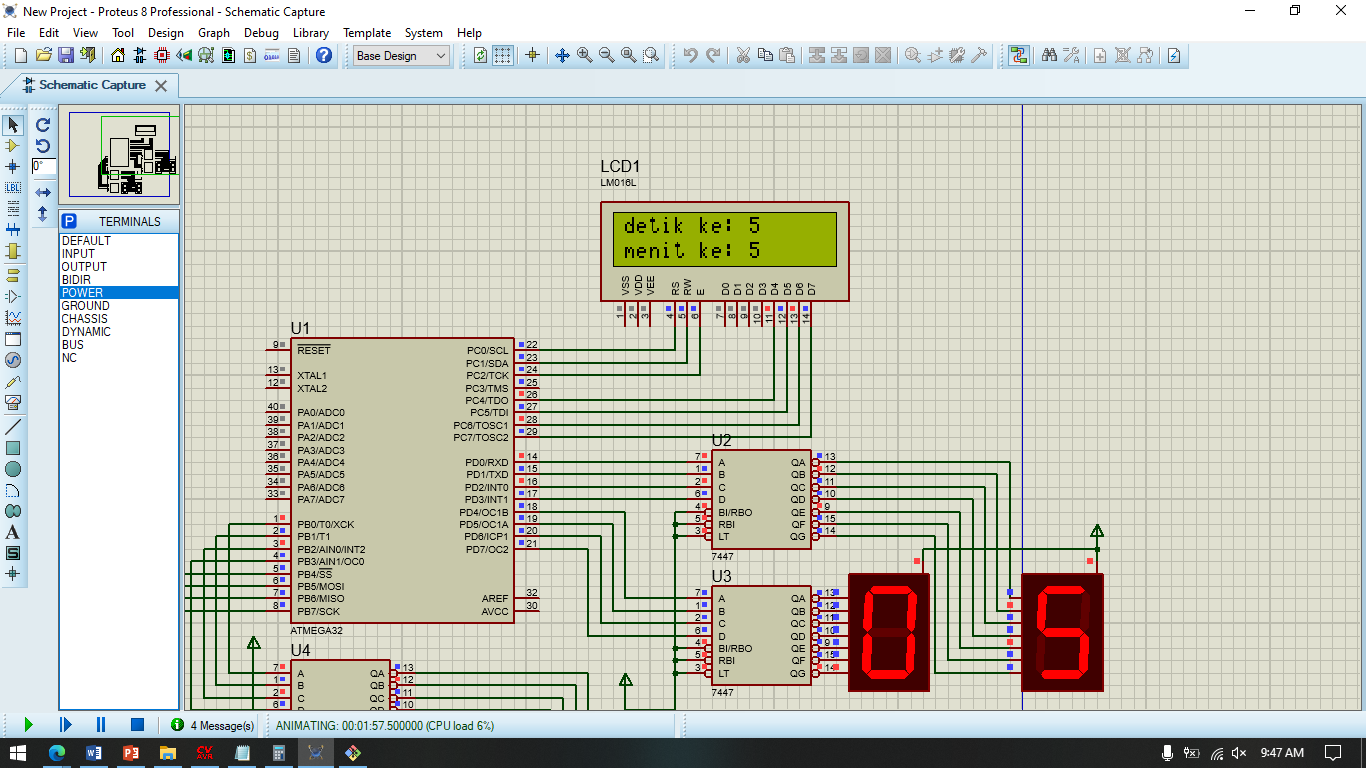 New Project - Proteus 8 Professional - Schematic Capture
File Edit View Tool Design Graph Debug Library Template System Help
Base Design
Schematic Capture
0°
LBL
P TERMINALS
DEFAULT
INPUT
OUTPUT
BIDIR
POWER
GROUND
CHASSIS
DYNAMIC
BUS
NC
A
S
LCD1
LM016L
detik ke: 5
menit ke: 5
VSS VDD VEE RS RW E D0 D1 D2 D3 D4 D5 D6 D7
1 2 3 4 5 6 7 8 9 10 11 12 13 14
U1
9 RESET PC0/SCL 22
PC1/SDA 23
13 XTAL1 PC2/TCK 24
12 XTAL2 PC3/TMS 25
PC4/TDO 26
40 PA0/ADC0 PC5/TDI 27
39 PA1/ADC1 PC6/TOSC1 28
38 PA2/ADC2 PC7/TOSC2 29
37 PA3/ADC3
36 PA4/ADC4 PD0/RXD 14
35 PA5/ADC5 PD1/TXD 15
34 PA6/ADC6 PD2/INT0 16
33 PA7/ADC7 PD3/INT1 17
PD4/OC1B 18
1 PB0/T0/XCK PD5/OC1A 19
2 PB1/T1 PD6/ICP1 20
3 PB2/AIN0/INT2 PD7/OC2 21
4 PB3/AIN1/OC0
5 PB4/SS
6 PB5/MOSI
7 PB6/MISO AREF 32
8 PB7/SCK AVCC 30
ATMEGA32
U2
7 A QA 13
1 B QB 12
2 C QC 11
6 D QD 10
4 BI/RBO QE 9
5 RBI QF 15
3 LT QG 14
7447
U3
7 A QA 13
1 B QB 12
2 C QC 11
6 D QD 10
4 BI/RBO QE 9
5 RBI QF 15
3 LT QG 14
7447
0 5
U4
7 A QA 13
1 B QB 12
2 C QC 11
6 D QD 10
4 Message(s) ANIMATING: 00:01:57.500000 (CPU load 6%)
9:47 AM